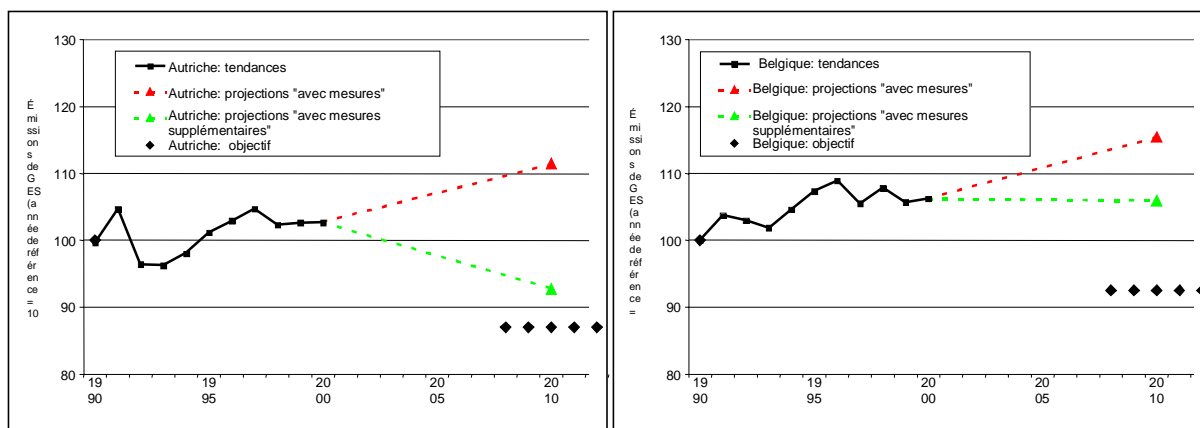 130
120
110
100
90
80
É
missi
on
s
de
G
ES
(a
nn
ée
de
réf
ér
en
ce
=
10
Autriche: tendances
Autriche: projections "avec mesures"
Autriche: projections "avec mesures
supplémentaires"
Autriche: objectif
19
90
19
95
20
00
20
05
20
10
130
120
110
100
90
80
É
mi
ssi
on
s
de
G
ES
(a
nn
ée
de
réf
ér
en
ce
=
Belgique: tendances
Belgique: projections "avec mesures"
Belgique: projections "avec mesures
supplémentaires"
Belgique: objectif
19
90
19
95
20
00
20
05
20
10